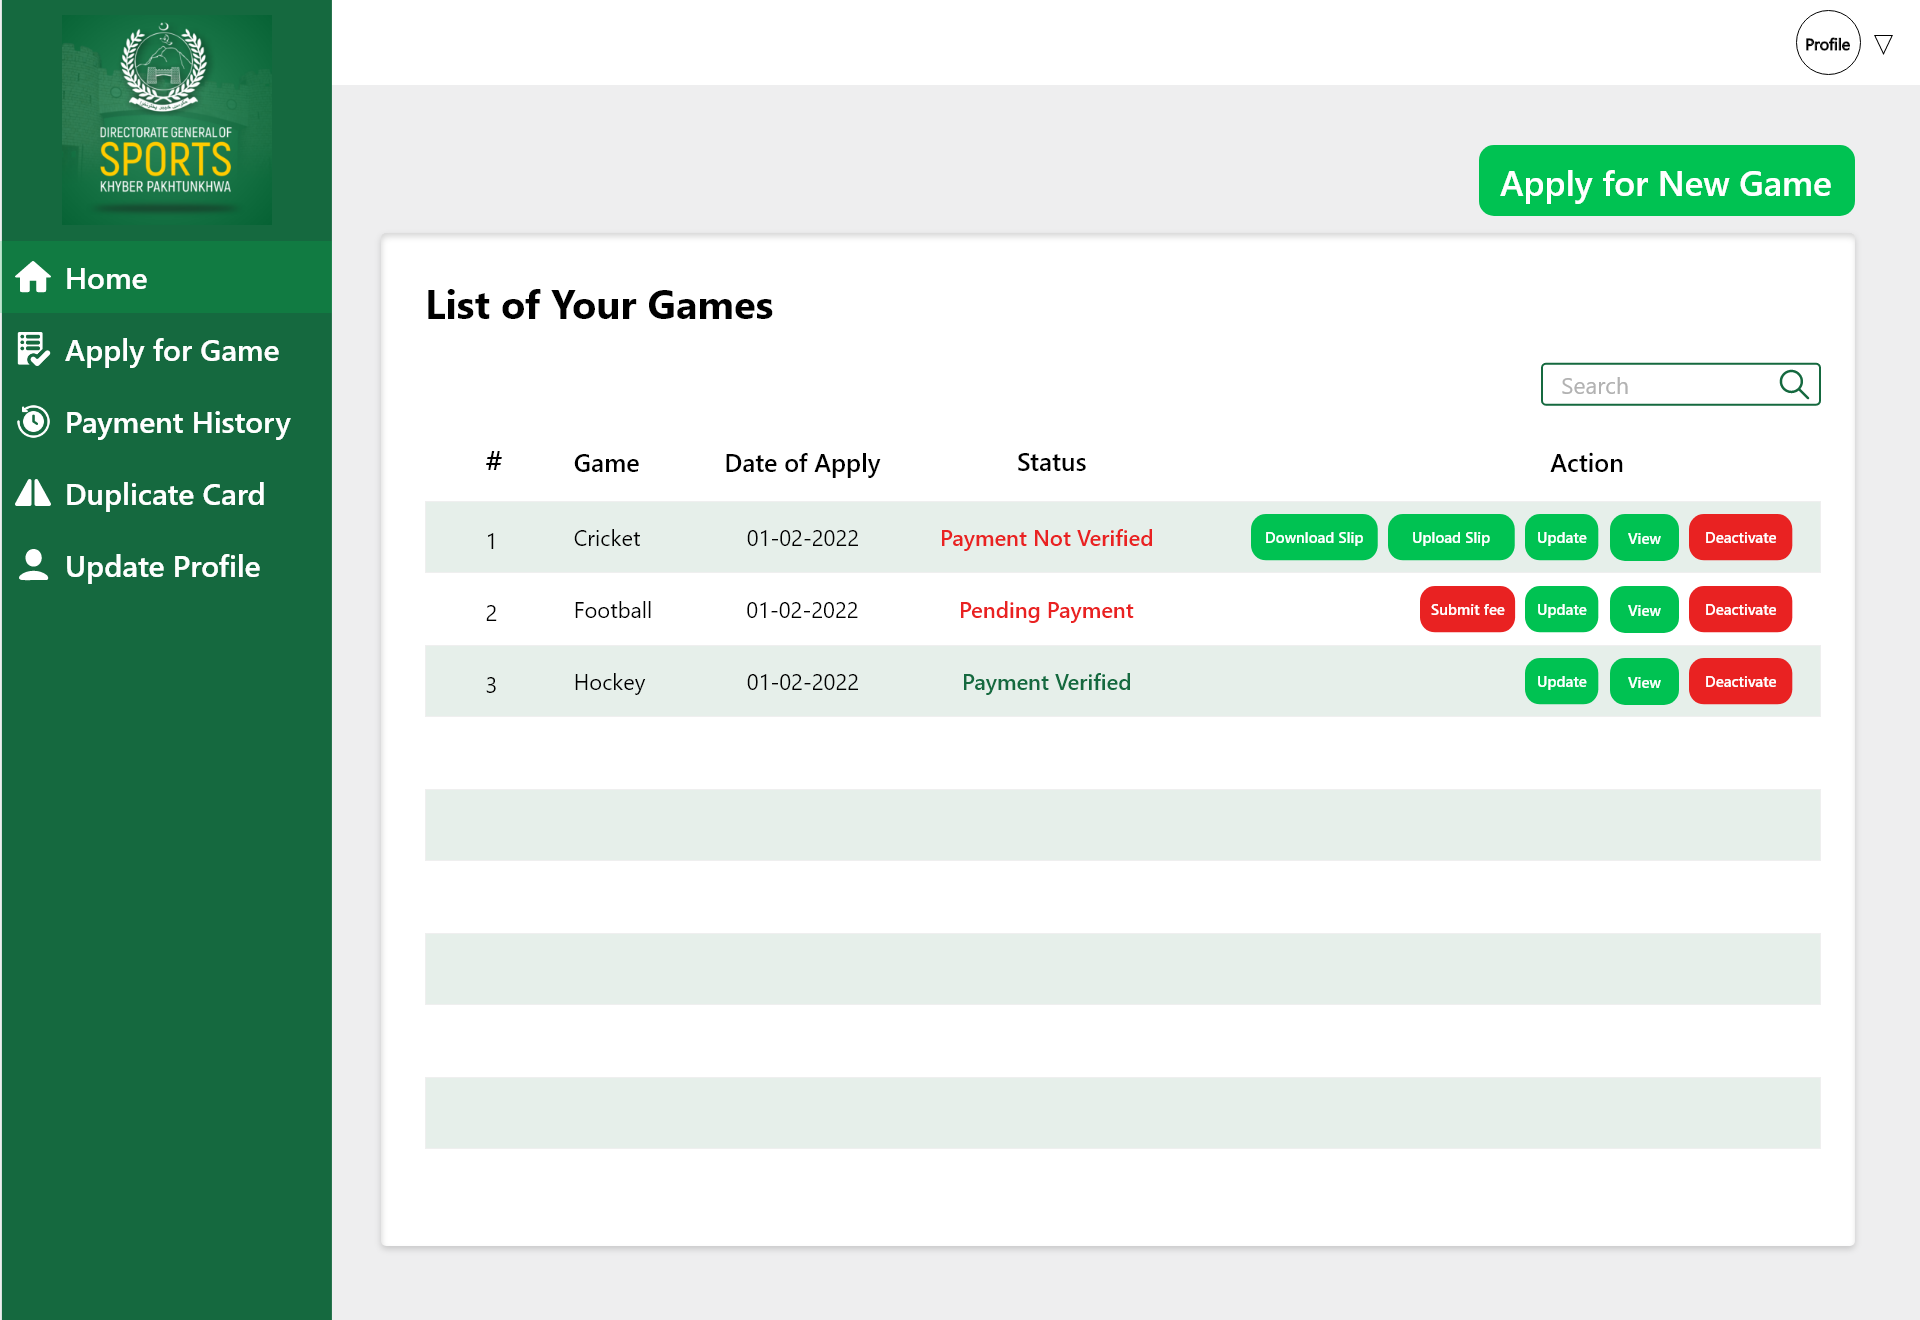 DIRECTORATE GENERAL OF
SPORTS
KHYBER PAKHTUNKHWA
Home
Apply for Game
Payment History
Duplicate Card
Update Profile
Profile
Apply for New Game
List of Your Games
Search
# Game Date of Apply Status Action
1 Cricket 01-02-2022 Payment Not Verified Download Slip Upload Slip Update View Deactivate
2 Football 01-02-2022 Pending Payment Submit fee Update View Deactivate
3 Hockey 01-02-2022 Payment Verified Update View Deactivate